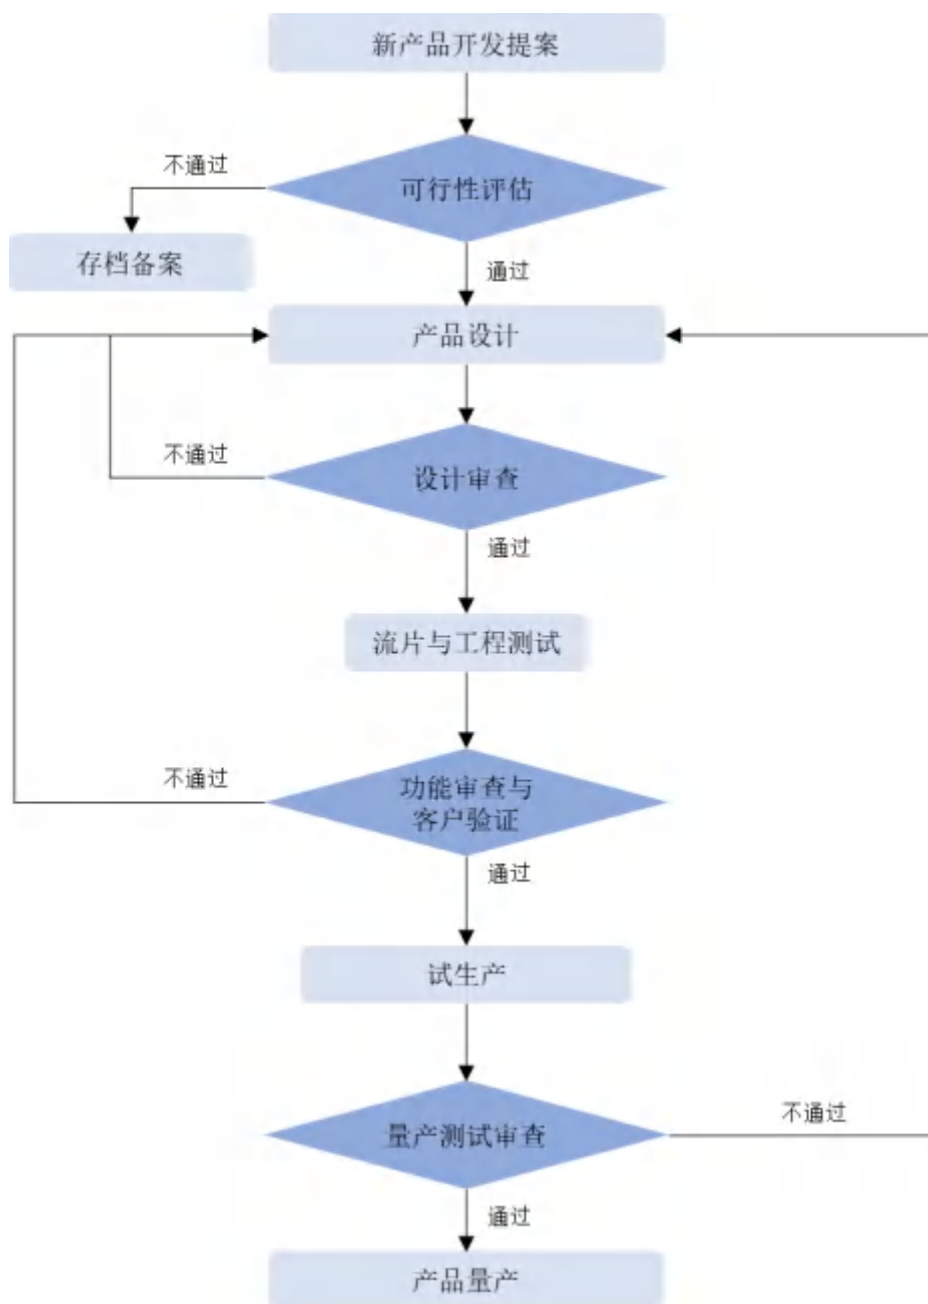 新产品开发提案
不通过
可行性评估
存档备案
通过
产品设计
不通过
设计审查
通过
流片与工程测试
不通过
功能审查与
客户验证
通过
试生产
量产测试审查
不通过
通过
产品量产